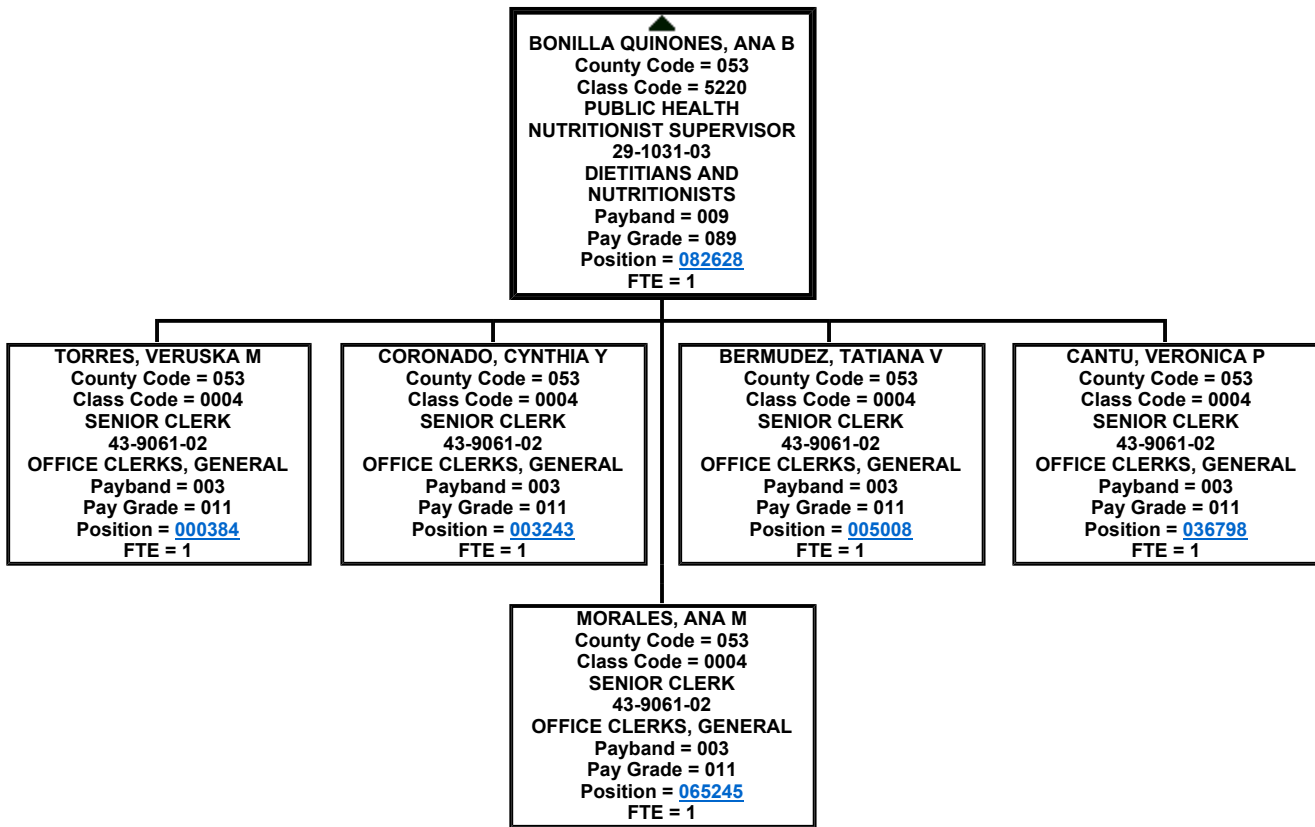 BONILLA QUINONES, ANA B
County Code = 053
Class Code = 5220
PUBLIC HEALTH
NUTRITIONIST SUPERVISOR
29-1031-03
DIETITIANS AND
NUTRITIONISTS
Payband = 009
Pay Grade = 089
Position = 082628
FTE = 1
TORRES, VERUSKA M
County Code = 053
Class Code = 0004
SENIOR CLERK
43-9061-02
OFFICE CLERKS, GENERAL
Payband = 003
Pay Grade = 011
Position = 000384
FTE = 1
CORONADO, CYNTHIA Y
County Code = 053
Class Code = 0004
SENIOR CLERK
43-9061-02
OFFICE CLERKS, GENERAL
Payband = 003
Pay Grade = 011
Position = 003243
FTE = 1
BERMUDEZ, TATIANA V
County Code = 053
Class Code = 0004
SENIOR CLERK
43-9061-02
OFFICE CLERKS, GENERAL
Payband = 003
Pay Grade = 011
Position = 005008
FTE = 1
CANTU, VERONICA P
County Code = 053
Class Code = 0004
SENIOR CLERK
43-9061-02
OFFICE CLERKS, GENERAL
Payband = 003
Pay Grade = 011
Position = 036798
FTE = 1
MORALES, ANA M
County Code = 053
Class Code = 0004
SENIOR CLERK
43-9061-02
OFFICE CLERKS, GENERAL
Payband = 003
Pay Grade = 011
Position = 065245
FTE = 1